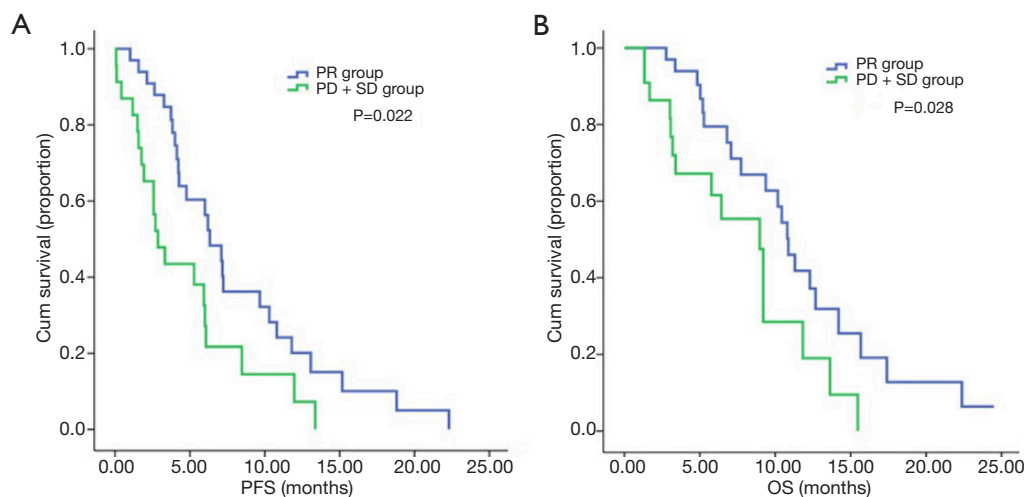 A
Cum survival (proportion)
1.0
0.8
0.6
0.4
0.2
0.0
PR group
PD + SD group
P=0.022
0.00 5.00 10.00 15.00 20.00 25.00
PFS (months)
B
Cum survival (proportion)
1.0
0.8
0.6
0.4
0.2
0.0
PR group
PD + SD group
P=0.028
0.00 5.00 10.00 15.00 20.00 25.00
OS (months)